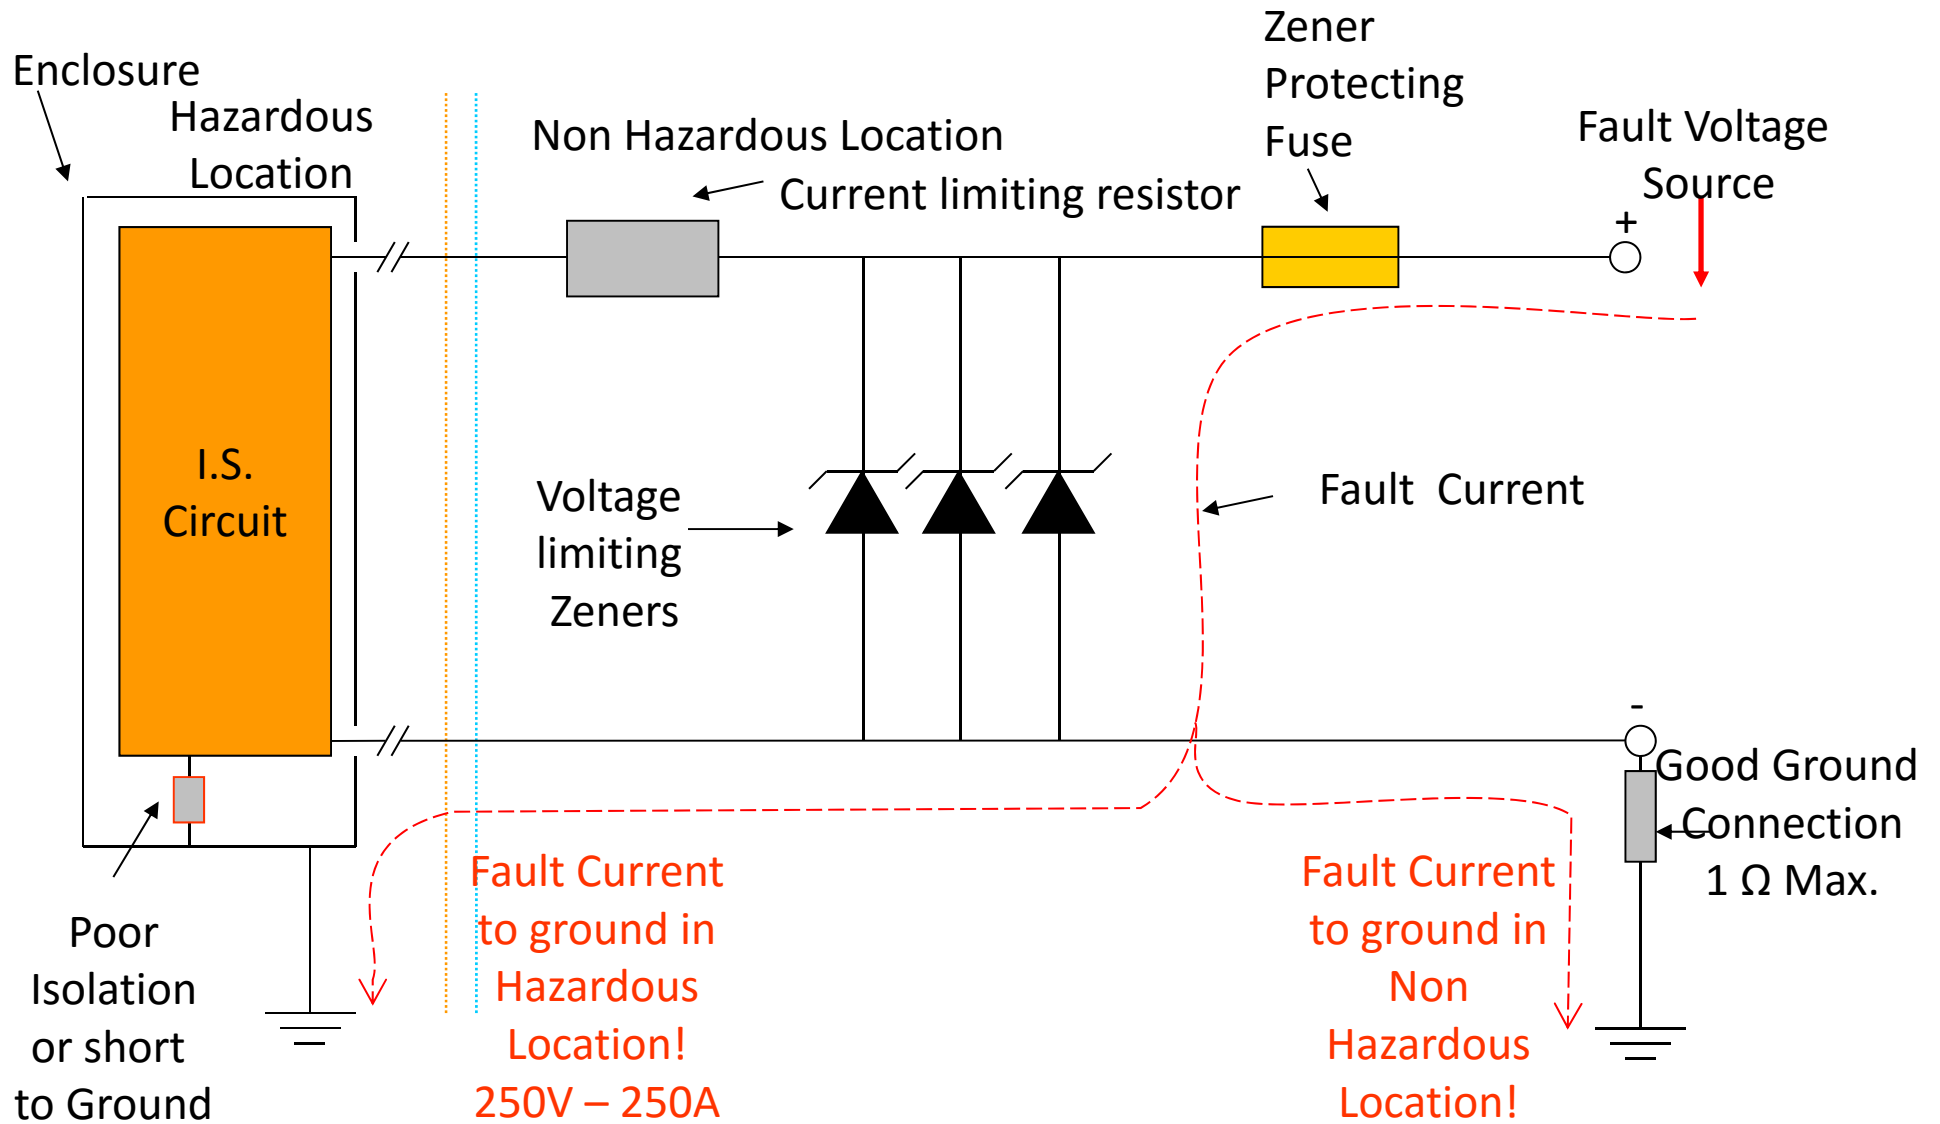 Enclosure
Hazardous
Location
Non Hazardous Location
Current limiting resistor
Zener
Protecting
Fuse
Fault Voltage
Source
+
I.S.
Circuit
Voltage
limiting
Zeners
Fault  Current
-
Good Ground
Connection
1 Ω Max.
Poor
Isolation
or short
to Ground
Fault Current
to ground in
Hazardous
Location!
250V – 250A
Fault Current
to ground in
Non
Hazardous
Location!